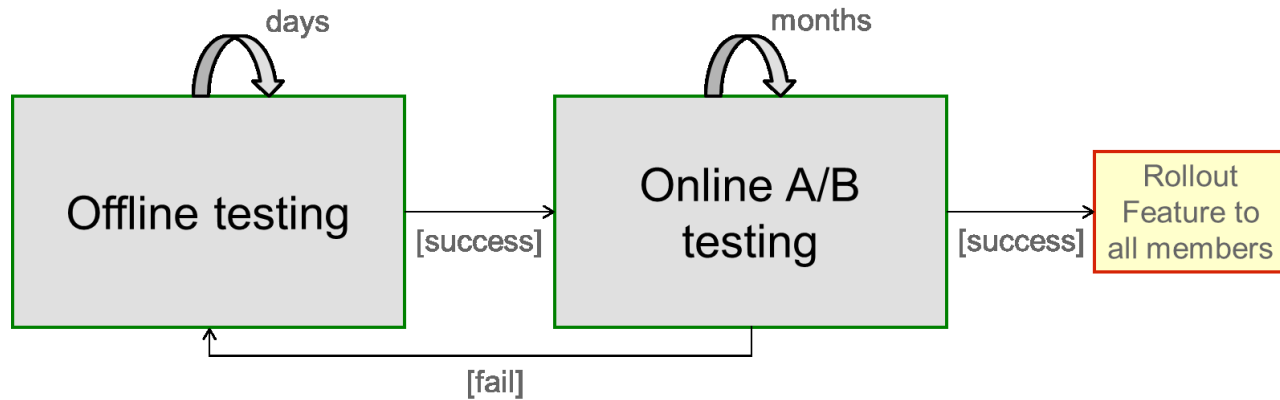 days
months
Offline testing
[success]
Online A/B
testing
[success]
Rollout
Feature to
all members
[fail]